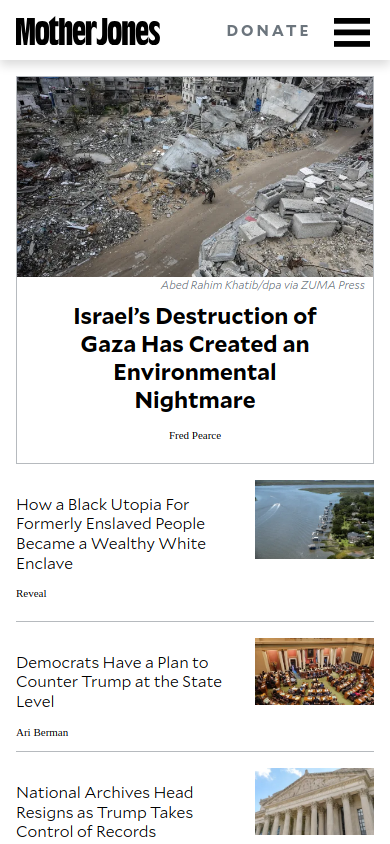 Mother Jones
DONATE
Abed Rahim Khatib/dpa via ZUMA Press
Israel’s Destruction of
Gaza Has Created an
Environmental
Nightmare
Fred Pearce
How a Black Utopia For
Formerly Enslaved People
Became a Wealthy White
Enclave
Reveal
Democrats Have a Plan to
Counter Trump at the State
Level
Ari Berman
National Archives Head
Resigns as Trump Takes
Control of Records